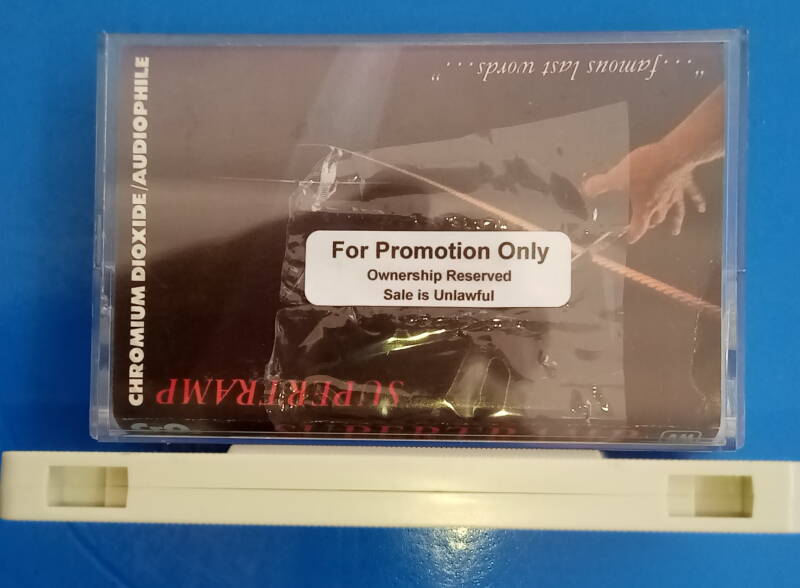 "...famous last words..."
CHROMIUM DIOXIDE/AUDIOPHILE
For Promotion Only
Ownership Reserved
Sale is Unlawful
SUPERTRAMP